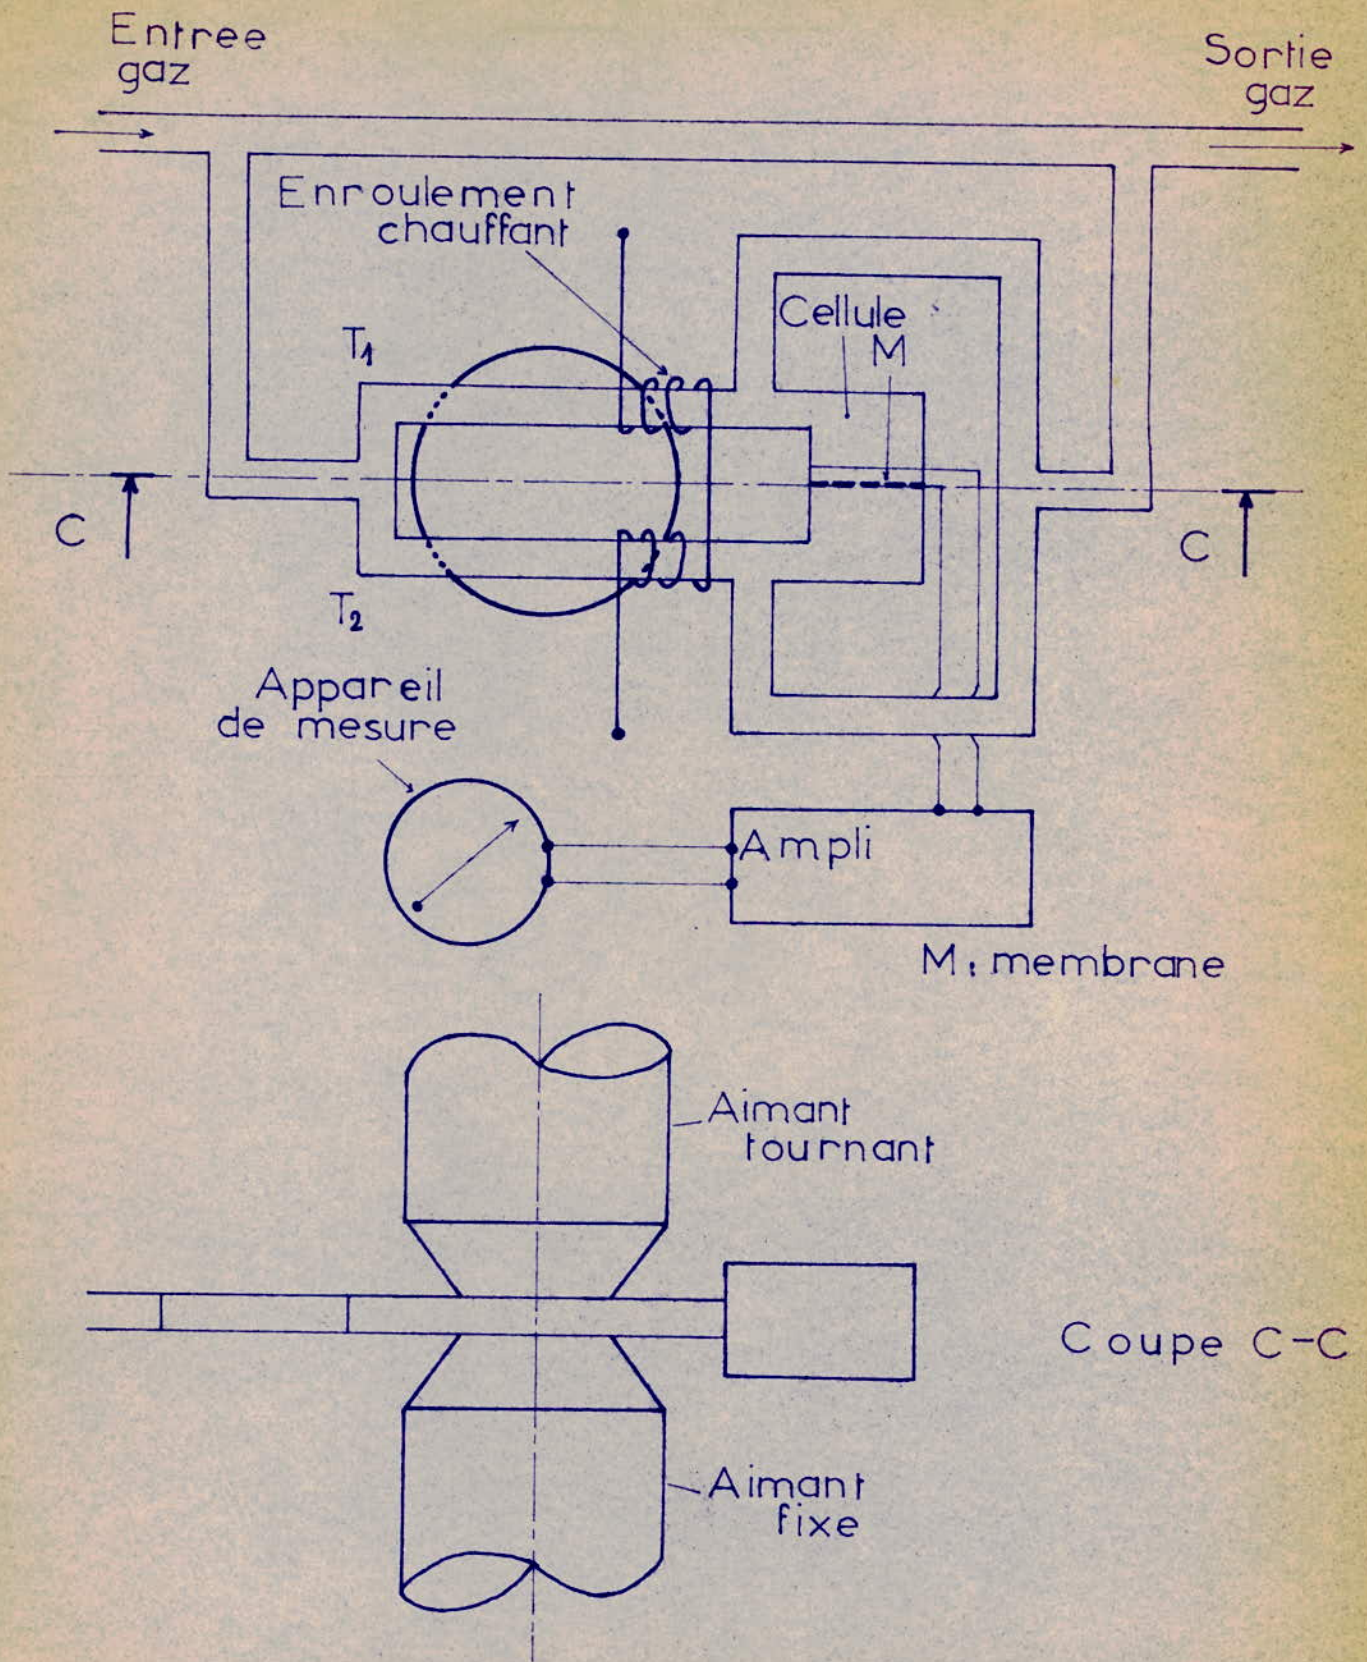 Entree
gaz
Sortie
gaz
Enroulement
chauffant
Cellule
M
T1
C
C
T2
Appareil
de mesure
Ampli
M: membrane
Aimant
tournant
Coupe C-C
Aimant
fixe